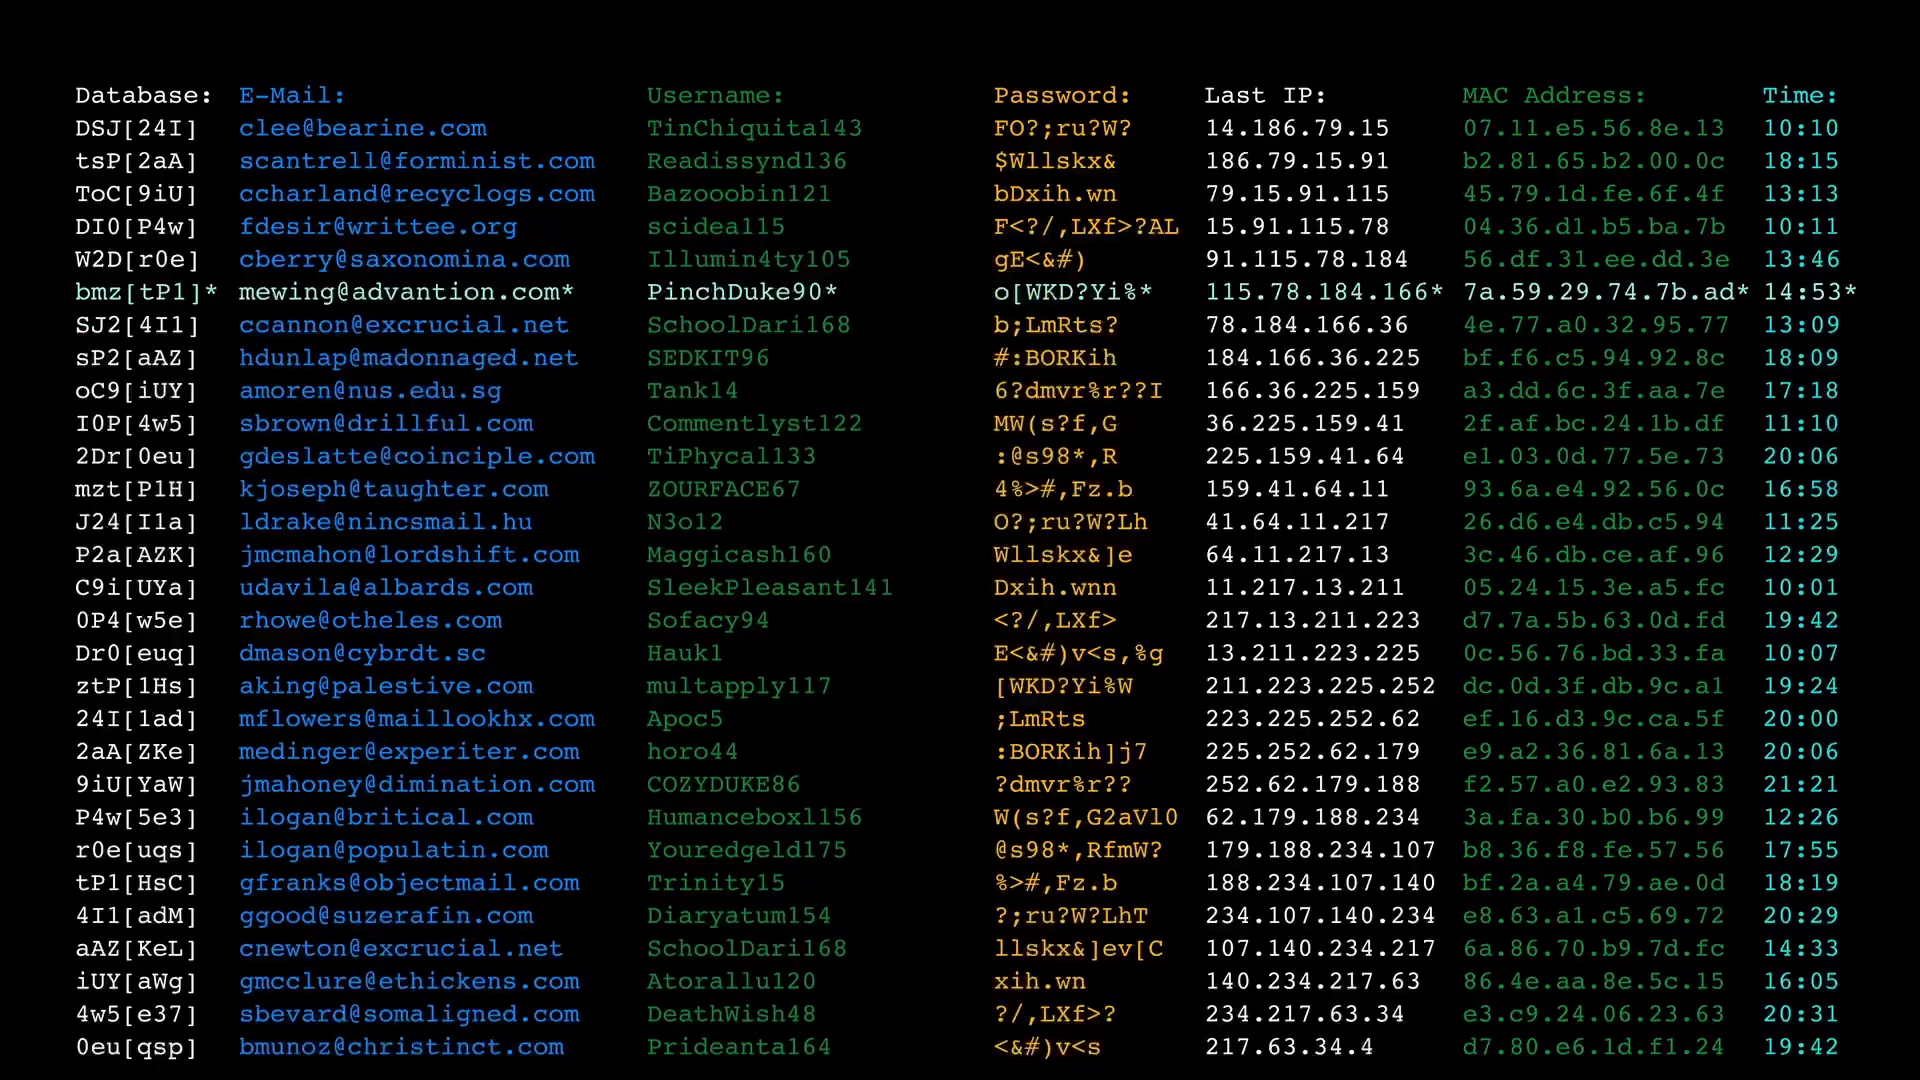 Database: E-Mail: Username: Password: Last IP: MAC Address: Time:
DSJ[24I] clee@bearine.com TinChiquita143 FO?;ru?W? 14.186.79.15 07.11.e5.56.8e.13 10:10
tsP[2aA] scantrell@forminist.com Readissynd136 $Wllskx& 186.79.15.91 b2.81.65.b2.00.0c 18:15
ToC[9iU] ccharland@recyclogs.com Bazooobin121 bDxih.wn 79.15.91.115 45.79.1d.fe.6f.4f 13:13
DI0[P4w] fdesir@writtee.org scidea115 F<?/,LXf>?AL 15.91.115.78 04.36.d1.b5.ba.7b 10:11
W2D[r0e] cberry@saxonomina.com Illumin4ty105 gE<&#) 91.115.78.184 56.df.31.ee.dd.3e 13:46
bmz[tP1]* mewing@advantion.com* PinchDuke90* o[WKD?Yi%* 115.78.184.166* 7a.59.29.74.7b.ad* 14:53*
SJ2[4I1] ccannon@excrucial.net SchoolDari168 b;LmRts? 78.184.166.36 4e.77.a0.32.95.77 13:09
sP2[aAZ] hdunlap@madonnaged.net SEDKIT96 #:BORKih 184.166.36.225 bf.f6.c5.94.92.8c 18:09
oC9[iUY] amoren@nus.edu.sg Tank14 6?dmvr%r??I 166.36.225.159 a3.dd.6c.3f.aa.7e 17:18
I0P[4w5] sbrown@drillful.com Commentlyst122 MW(s?f,G 36.225.159.41 2f.af.bc.24.1b.df 11:10
2Dr[0eu] gdeslatte@coinciple.com TiPhycal133 :@s98*,R 225.159.41.64 e1.03.0d.77.5e.73 20:06
mzt[P1H] kjoseph@taughter.com ZOURFACE67 4%>#,Fz.b 159.41.64.11 93.6a.e4.92.56.0c 16:58
J24[I1a] ldrake@nincsmail.hu N3o12 O?;ru?W?Lh 41.64.11.217 26.d6.e4.db.c5.94 11:25
P2a[AZK] jmcmahon@lordshift.com Maggicash160 Wllskx&]e 64.11.217.13 3c.46.db.ce.af.96 12:29
C9i[UYa] udavila@albards.com SleekPleasant141 Dxih.wnn 11.217.13.211 05.24.15.3e.a5.fc 10:01
0P4[w5e] rhowe@otheles.com Sofacy94 <?/,LXf> 217.13.211.223 d7.7a.5b.63.0d.fd 19:42
Dr0[euq] dmason@cybrdt.sc Hauk1 E<&#)v<s,%g 13.211.223.225 0c.56.76.bd.33.fa 10:07
ztP[1Hs] aking@palestive.com multapply117 [WKD?Yi%W 211.223.225.252 dc.0d.3f.db.9c.a1 19:24
24I[1ad] mflowers@maillookhx.com Apoc5 ;LmRts 223.225.252.62 ef.16.d3.9c.ca.5f 20:00
2aA[ZKe] medinger@experiter.com horo44 :BORKih]j7 225.252.62.179 e9.a2.36.81.6a.13 20:06
9iU[YaW] jmahoney@dimination.com COZYDUKE86 ?dmvr%r?? 252.62.179.188 f2.57.a0.e2.93.83 21:21
P4w[5e3] ilogan@britical.com Humanceboxl156 W(s?f,G2aVl0 62.179.188.234 3a.fa.30.b0.b6.99 12:26
r0e[uqs] ilogan@populatin.com Youredgeld175 @s98*,RfmW? 179.188.234.107 b8.36.f8.fe.57.56 17:55
tP1[HsC] gfranks@objectmail.com Trinity15 %>#,Fz.b 188.234.107.140 bf.2a.a4.79.ae.0d 18:19
4I1[adM] ggood@suzerafin.com Diaryatum154 ?;ru?W?LhT 234.107.140.234 e8.63.a1.c5.69.72 20:29
aAZ[KeL] cnewton@excrucial.net SchoolDari168 llskx&]ev[C 107.140.234.217 6a.86.70.b9.7d.fc 14:33
iUY[aWg] gmcclure@ethickens.com Atorallu120 xih.wn 140.234.217.63 86.4e.aa.8e.5c.15 16:05
4w5[e37] sbevard@somaligned.com DeathWish48 ?/,LXf>? 234.217.63.34 e3.c9.24.06.23.63 20:31
0eu[qsp] bmunoz@christinct.com Prideanta164 <&#)v<s 217.63.34.4 d7.80.e6.1d.f1.24 19:42